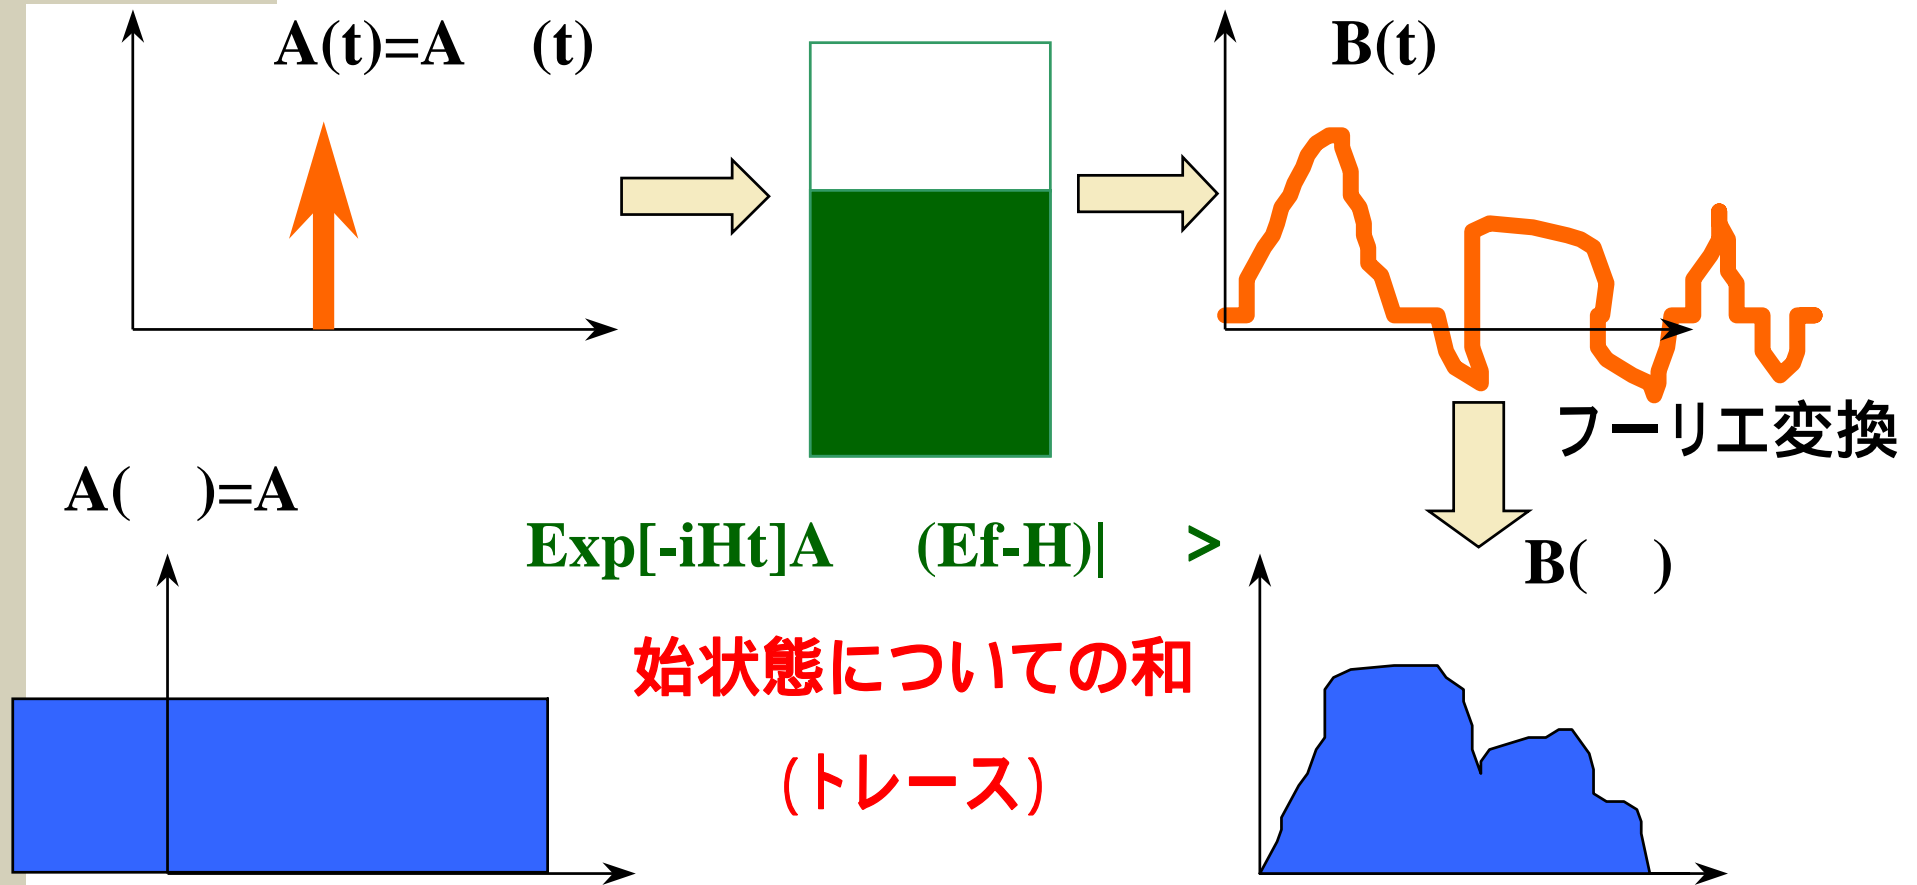 A(t)=A (t)
B(t)
フーリエ変換
A( )=A
Exp[-iHt]A (Ef-H)| >
B( )
始状態についての和
(トレース)